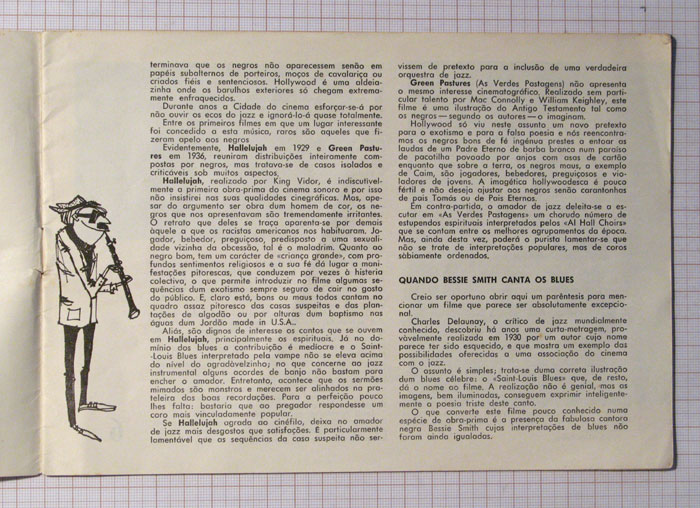 terminava que os negros não aparecessem senão em
papéis subalternos de porteiros, moços de cavalariça ou
criados fiéis e sentenciosos. Hollywood é uma aldeia-
zinha onde os barulhos exteriores só chegam extrema-
mente enfraquecidos.
Durante anos a Cidade do cinema esforçar-se-á por
não ouvir os ecos do jazz e ignorá-lo-á quase totalmente.
Entre os primeiros filmes em que um lugar interessante
foi concedido a esta música, raros são aqueles que fi-
zeram apelo aos negros
Evidentemente, Hallelujah em 1929 e Green Pastu-
res em 1936, reuniram distribuições inteiramente com-
postas por negros, mas tratava-se de casos isolados e
criticáveis sob muitos aspectos.
Hallelujah, realizado por King Vidor, é indiscutivel-
mente a primeira obra-prima do cinema sonoro e por isso
não insistirei nas suas qualidades cinegráficas. Mas, ape-
sar do argumento ser obra dum homem de cor, os ne-
gros que nos apresentavam são tremendamente irritantes.
O retrato que deles se traça aparenta-se por demais
àquele a que os racistas americanos nos habituaram. Jo-
gador, bebedor, preguiçoso, predisposto a uma sexuali-
dade vizinha da obcessão, tal é o maladrim. Quanto ao
negro bom, tem um carácter de «criança grande», com pro-
fundos sentimentos religiosos e a sua fé dá lugar a mani-
festações pitorescas, que conduzem por vezes à histeria
colectiva, o que permite introduzir no filme algumas se-
quências dum exotismo sempre seguro de cair no gosto
do público. E, claro está, bons ou maus todos cantam no
quadro assaz pitoresco das casas suspeitas e das plan-
tações de algodão ou por alturas dum baptismo nas
águas dum Jordão made in U.S.A..
Aliás, são dignos de interesse os cantos que se ouvem
em Hallelujah, principalmente os espirituais. Já no do-
mínio dos blues a contribuição é medíocre e o Saint-
-Louis Blues interpretado pela vampe não se eleva acima
do nível do agradàvelzinho; no que concerne ao jazz
instrumental alguns acordes de banjo não bastam para
encher o amador. Entretanto, acontece que os sermões
mimados são monstras e merecem ser alinhados na pra-
teleira das boas recordações. Para a perfeição pouco
lhes falta: bastaria que ao pregador respondesse um
coro mais vinculadamente popular.
Se Hallelujah agrada ao cinéfilo, deixa no amador
de jazz mais desgostos que satisfações. É particularmente
lamentável que as sequências da casa suspeita não ser-
vissem de pretexto para a inclusão de uma verdadeira
orquestra de jazz.
Green Pastures (As Verdes Pastagens) não apresenta
o mesmo interesse cinematográfico. Realizado sem parti-
cular talento por Mac Connolly e William Keighley, este
filme é uma ilustração do Antigo Testamento tal como
os negros — segundo os autores — o imaginam.
Hollywood só viu neste assunto um novo pretexto
para o exotismo e para a falsa poesia e nós reencontra-
mos os negros bons de fé ingénua prestes a entoar as
laudas de um Padre Eterno de barba branca num paraíso
de pacotilha povoado por anjos com asas de cartão
enquanto que sobre a terra, os negros maus, a exemplo
de Caim, são jogadores, bebedores, preguiçosos e vio-
ladores de jovens. A imagética hollywoodesca é pouco
fértil e não deseja ajustar aos negros senão carantonhas
de pais Tomás ou de Pais Eternos.
Em contra-partida, o amador de jazz deleita-se a es-
cutar em «As Verdes Pastagens» um chorudo número de
estupendos espirituais interpretados pelos «Al Hall Choirs»
que se contam entre os melhores agrupamentos da época.
Mas, ainda desta vez, poderá o purista lamentar-se que
não se trate de interpretações populares, mas de coros
sàbiamente ordenados.
QUANDO BESSIE SMITH CANTA OS BLUES
Creio ser oportuno abrir aqui um parêntesis para men-
cionar um filme que parece ser absolutamente excepcio-
nal.
Charles Delaunay, o crítico de jazz mundialmente
conhecido, descobriu há anos uma curta-metragem, pro-
vàvelmente realizada em 1930 por um autor cujo nome
parece ter sido esquecido, e que mostra um exemplo das
possibilidades oferecidas a uma associação do cinema
com o jazz.
O assunto é simples; trata-se duma correta ilustração
dum blues célebre: o «Saint-Louis Blues» que, de resto,
dá o nome ao filme. A realização não é genial, mas os
imagens, bem iluminadas, conseguem exprimir inteligente-
mente a poesia triste deste canto.
O que converte este filme pouco conhecido numa
espécie de obra-prima é a presença da fabulosa cantora
negra Bessie Smith cujas interpretações de blues não
foram ainda igualadas.